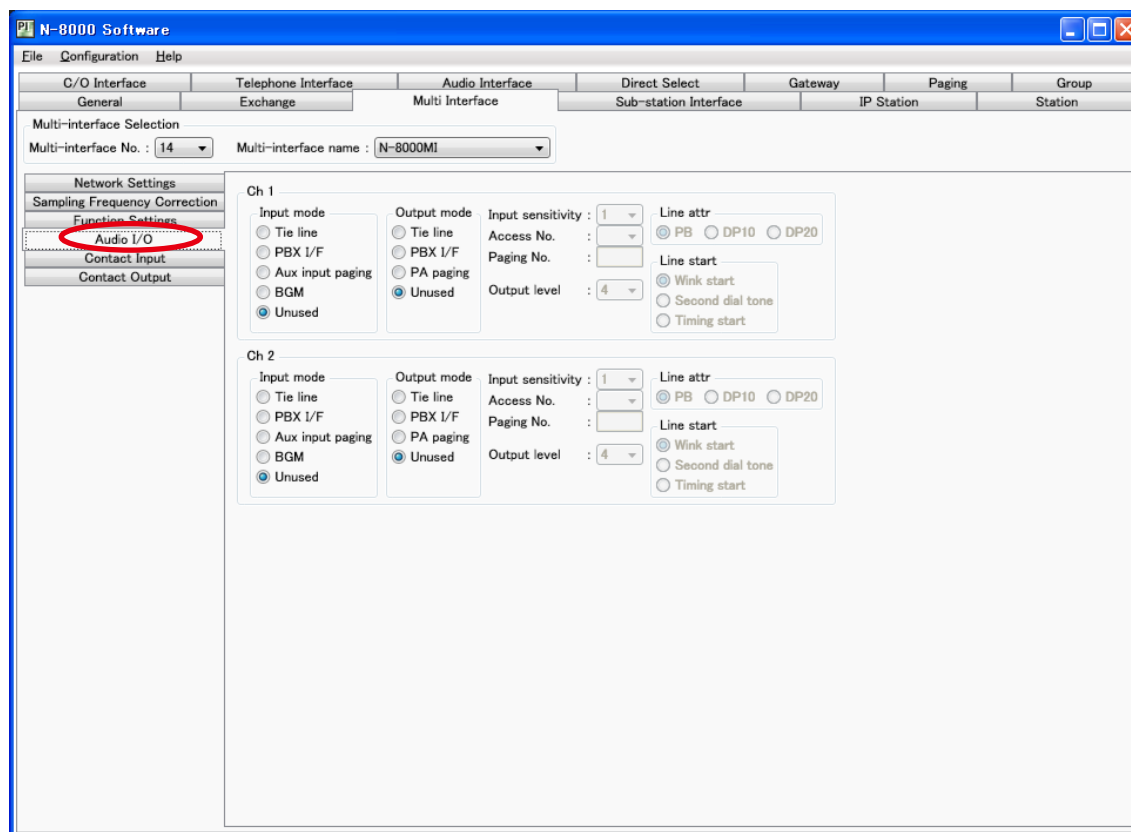 N-8000 Software
File Configuration Help
C/O Interface Telephone Interface Audio Interface Direct Select Gateway Paging Group
General Exchange Multi Interface Sub-station Interface IP Station Station
Multi-interface Selection
Multi-interface No. : 14 Multi-interface name : N-8000MI
Network Settings
Sampling Frequency Correction
Function Settings
Audio I/O
Contact Input
Contact Output
Ch 1
Input mode
Tie line
PBX I/F
Aux input paging
BGM
Unused
Output mode
Tie line
PBX I/F
PA paging
Unused
Input sensitivity : 1
Access No. :
Paging No. :
Output level : 4
Line attr
PB DP10 DP20
Line start
Wink start
Second dial tone
Timing start
Ch 2
Input mode
Tie line
PBX I/F
Aux input paging
BGM
Unused
Output mode
Tie line
PBX I/F
PA paging
Unused
Input sensitivity : 1
Access No. :
Paging No. :
Output level : 4
Line attr
PB DP10 DP20
Line start
Wink start
Second dial tone
Timing start